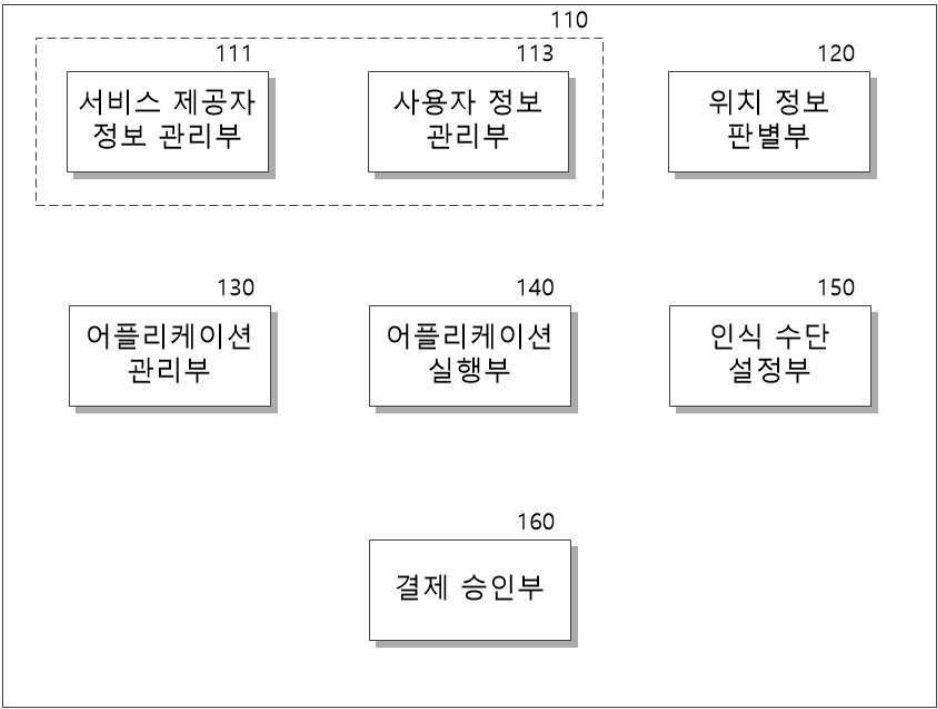 110
111
서비스 제공자
정보 관리부
113
사용자 정보
관리부
120
위치 정보
판별부
130
어플리케이션
관리부
140
어플리케이션
실행부
150
인식 수단
설정부
160
결제 승인부